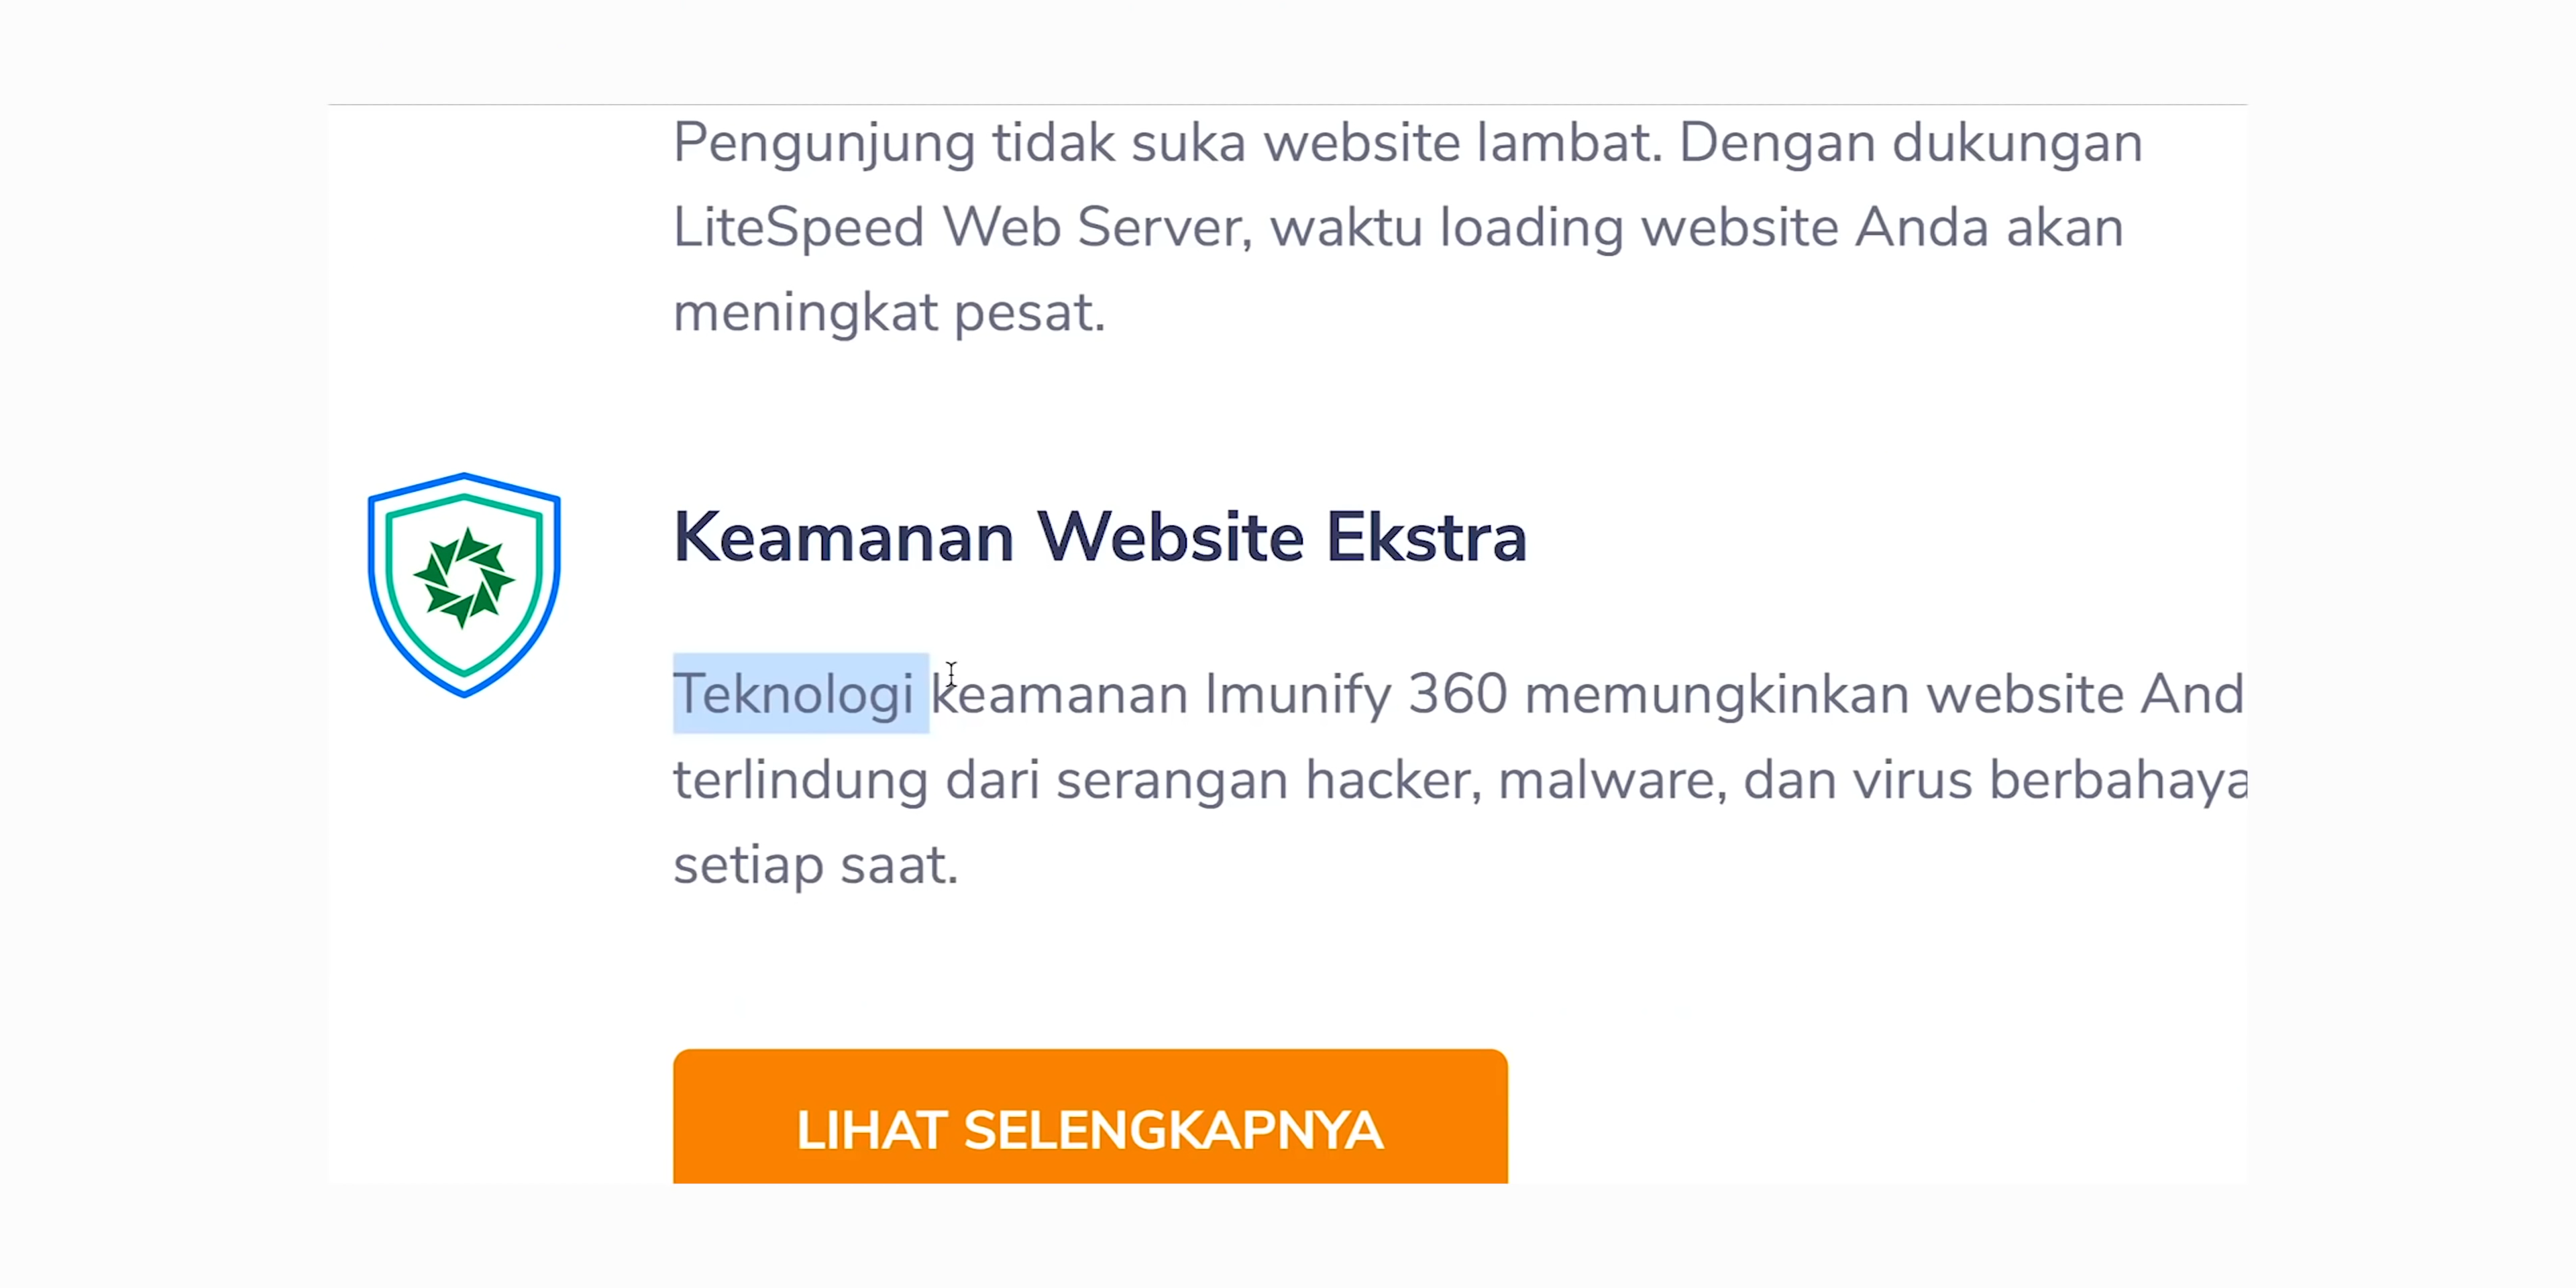 Pengunjung tidak suka website lambat. Dengan dukungan
LiteSpeed Web Server, waktu loading website Anda akan
meningkat pesat.
Keamanan Website Ekstra
Teknologi keamanan Imunify 360 memungkinkan website And
terlindung dari serangan hacker, malware, dan virus berbahaya
setiap saat.
LIHAT SELENGKAPNYA